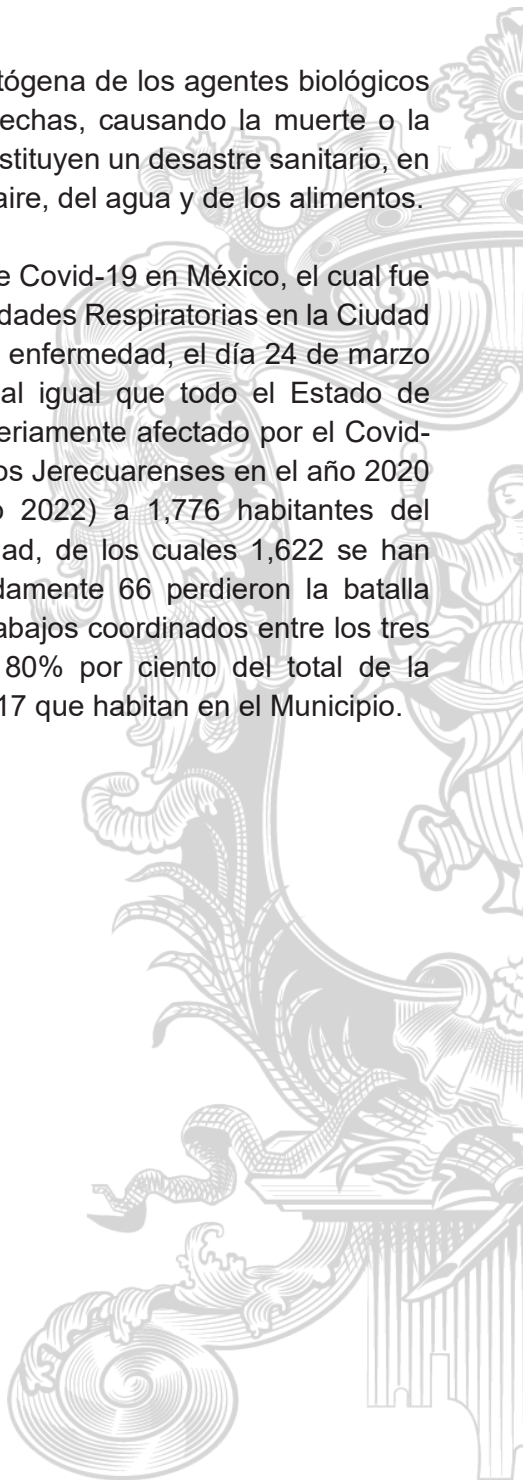 tógena de los agentes biológicos
echas, causando la muerte o la
stituyen un desastre sanitario, en
aire, del agua y de los alimentos.
e Covid-19 en México, el cual fue
dades Respiratorias en la Ciudad
enfermedad, el día 24 de marzo
al igual que todo el Estado de
eriamente afectado por el Covid-
os Jerecuarenses en el año 2020
o 2022) a 1,776 habitantes del
ad, de los cuales 1,622 se han
damente 66 perdieron la batalla
abajos coordinados entre los tres
80% por ciento del total de la
17 que habitan en el Municipio.